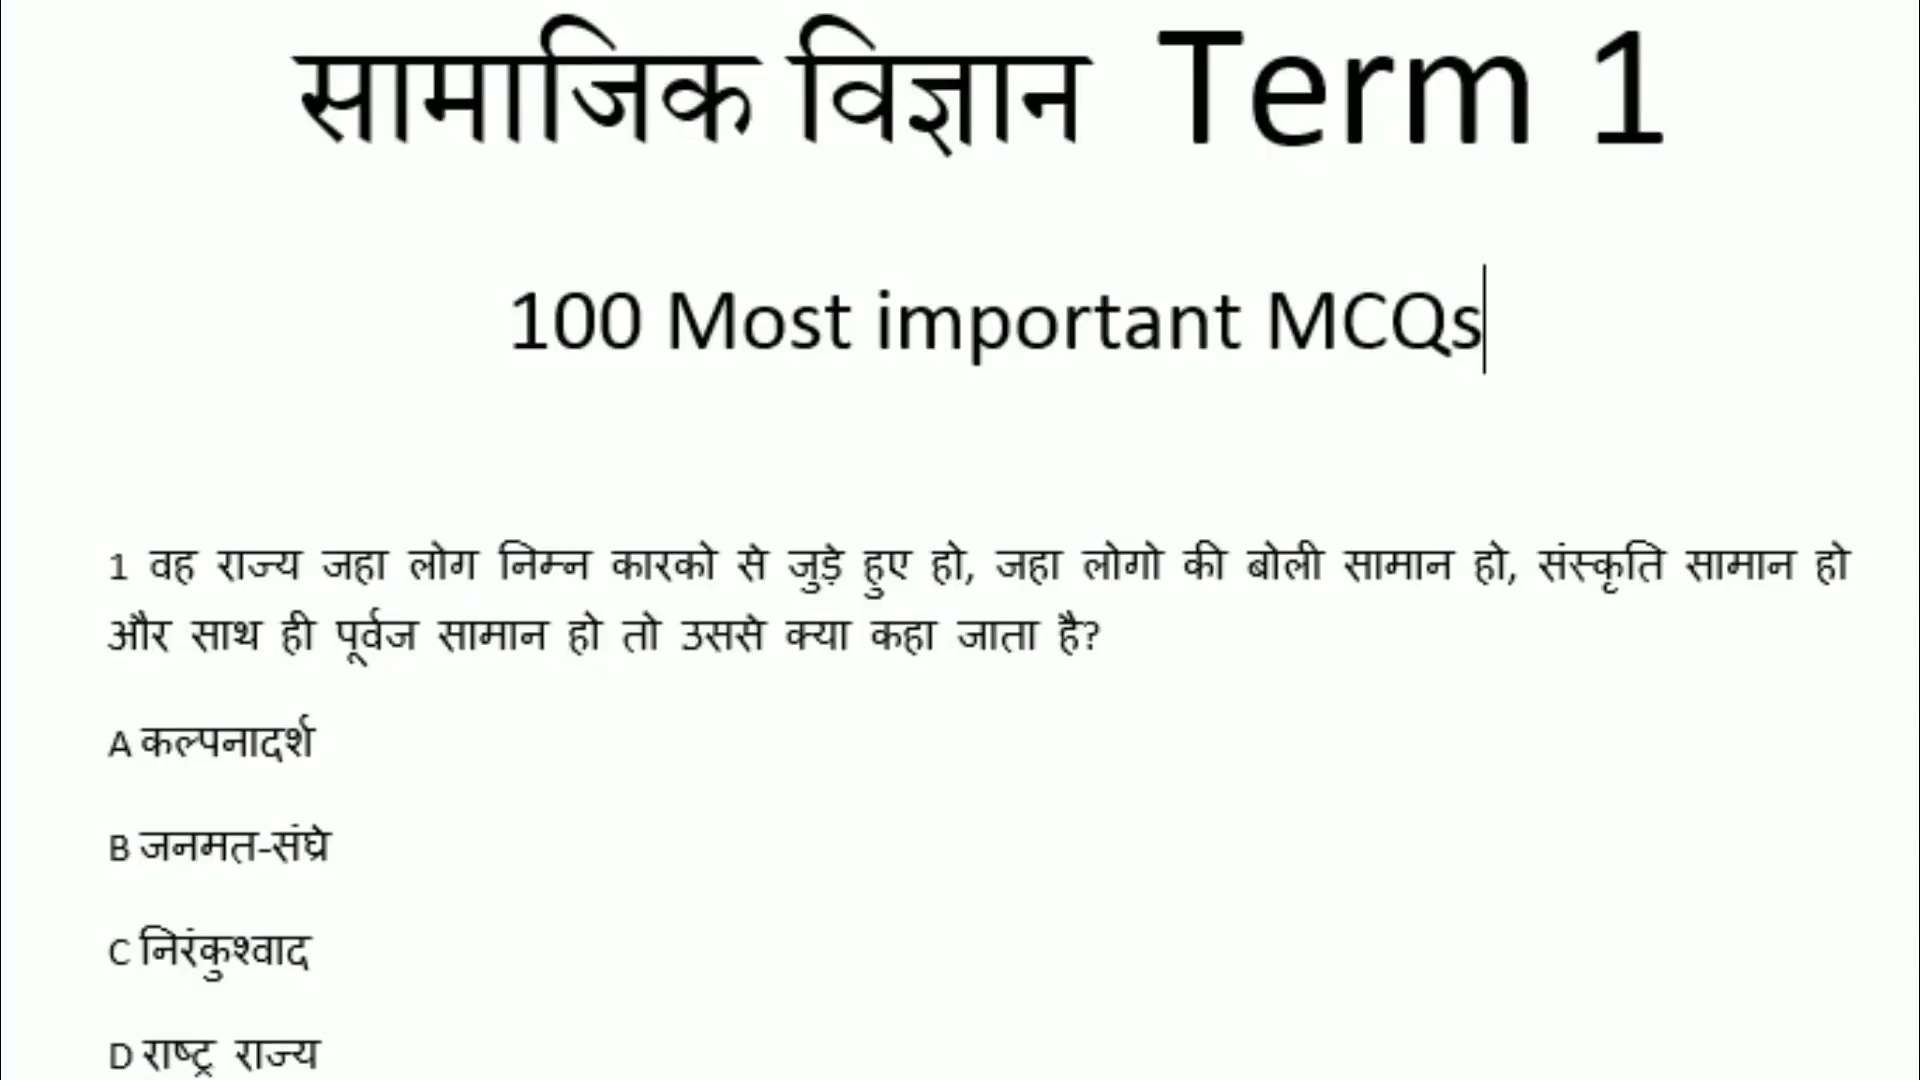 सामाजिक विज्ञान Term 1
100 Most important MCQs
1 वह राज्य जहा लोग निम्न कारको से जुड़े हुए हो, जहा लोगो की बोली सामान हो, संस्कृति सामान हो
और साथ ही पूर्वज सामान हो तो उससे क्या कहा जाता है?
A कल्पनादर्श
B जनमत-संघ्रे
C निरंकुश्वाद
D राष्ट्र राज्य